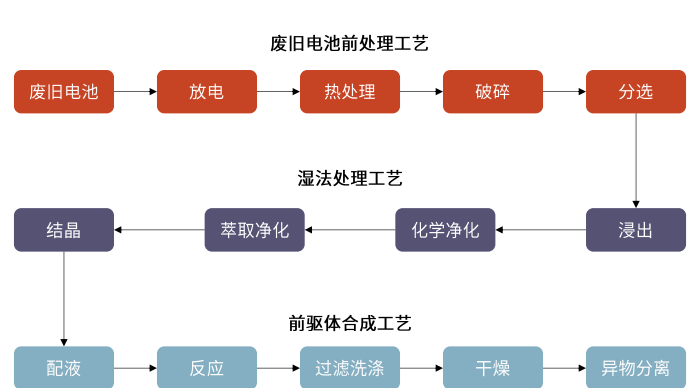 废旧电池前处理工艺
废旧电池
放电
热处理
破碎
分选
湿法处理工艺
结晶
萃取净化
化学净化
浸出
前驱体合成工艺
配液
反应
过滤洗涤
干燥
异物分离